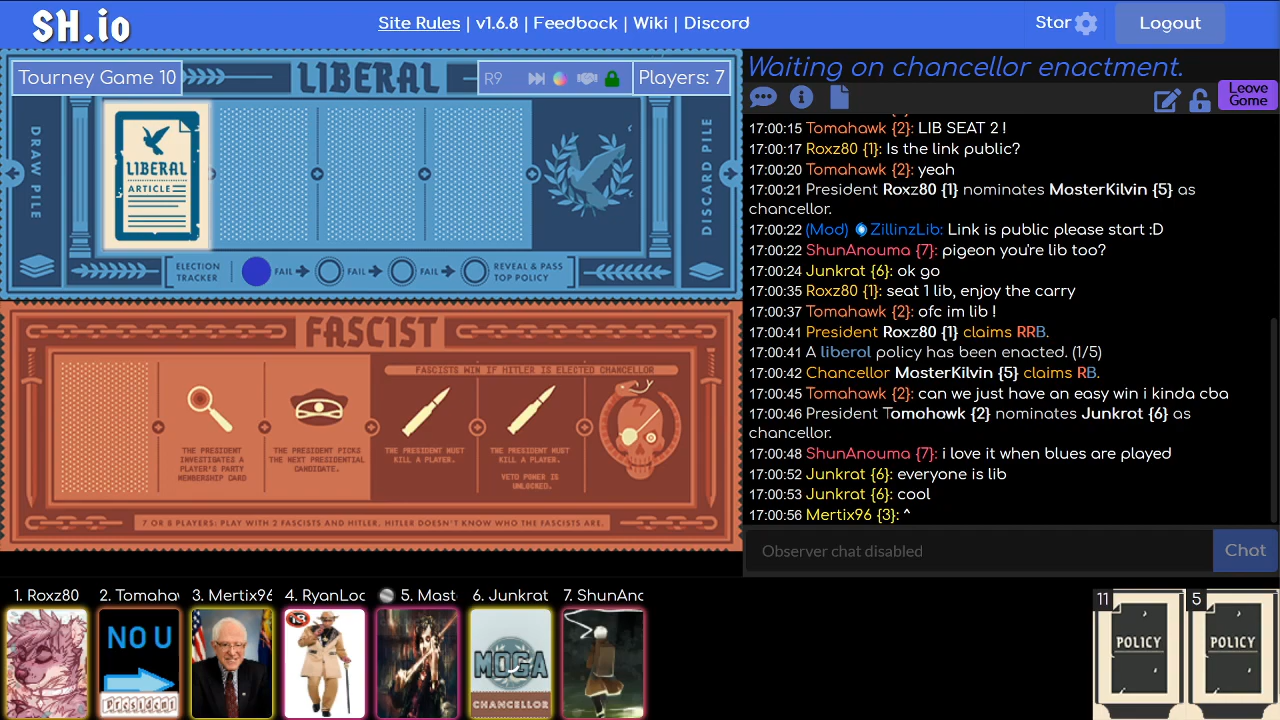 SH.io
Site Rules | v1.6.8 | Feedback | Wiki | Discord
Star
Logout
Tourney Game 10
LIBERAL
R9
Players: 7
DRAW PILE
LIBERAL
ARTICLE
DISCARD PILE
ELECTION TRACKER
FAIL
FAIL
FAIL
REVEAL & PASS TOP POLICY
FASCIST
FASCISTS WIN IF HITLER IS ELECTED CHANCELLOR
THE PRESIDENT INVESTIGATES A PLAYER'S PARTY MEMBERSHIP CARD
THE PRESIDENT PICKS THE NEXT PRESIDENTIAL CANDIDATE.
THE PRESIDENT MUST KILL A PLAYER.
THE PRESIDENT MUST KILL A PLAYER.
VETO POWER IS UNLOCKED.
7 OR 8 PLAYERS: PLAY WITH 2 FASCISTS AND HITLER. HITLER DOESN'T KNOW WHO THE FASCISTS ARE.
Waiting on chancellor enactment.
Leave Game
17:00:15 Tomahawk {2}: LIB SEAT 2 !
17:00:17 Roxz80 {1}: Is the link public?
17:00:20 Tomahawk {2}: yeah
17:00:21 President Roxz80 {1} nominates MasterKilvin {5} as
chancellor.
17:00:22 (Mod) ZillinzLib: Link is public please start :D
17:00:22 ShunAnouma {7}: pigeon you're lib too?
17:00:24 Junkrat {6}: ok go
17:00:35 Roxz80 {1}: seat 1 lib, enjoy the carry
17:00:37 Tomahawk {2}: ofc im lib !
17:00:41 President Roxz80 {1} claims RRB.
17:00:41 A liberal policy has been enacted. (1/5)
17:00:42 Chancellor MasterKilvin {5} claims RB.
17:00:45 Tomahawk {2}: can we just have an easy win i kinda cba
17:00:46 President Tomahawk {2} nominates Junkrat {6} as
chancellor.
17:00:48 ShunAnouma {7}: i love it when blues are played
17:00:52 Junkrat {6}: everyone is lib
17:00:53 Junkrat {6}: cool
17:00:56 Mertix96 {3}: ^
Observer chat disabled
Chat
1. Roxz80
2. Tomaha
3. Mertix96
4. RyanLoc
5. Mast
6. Junkrat
7. ShunAnc
NO U
President
13
MOGA
CHANCELLOR
11
POLICY
5
POLICY